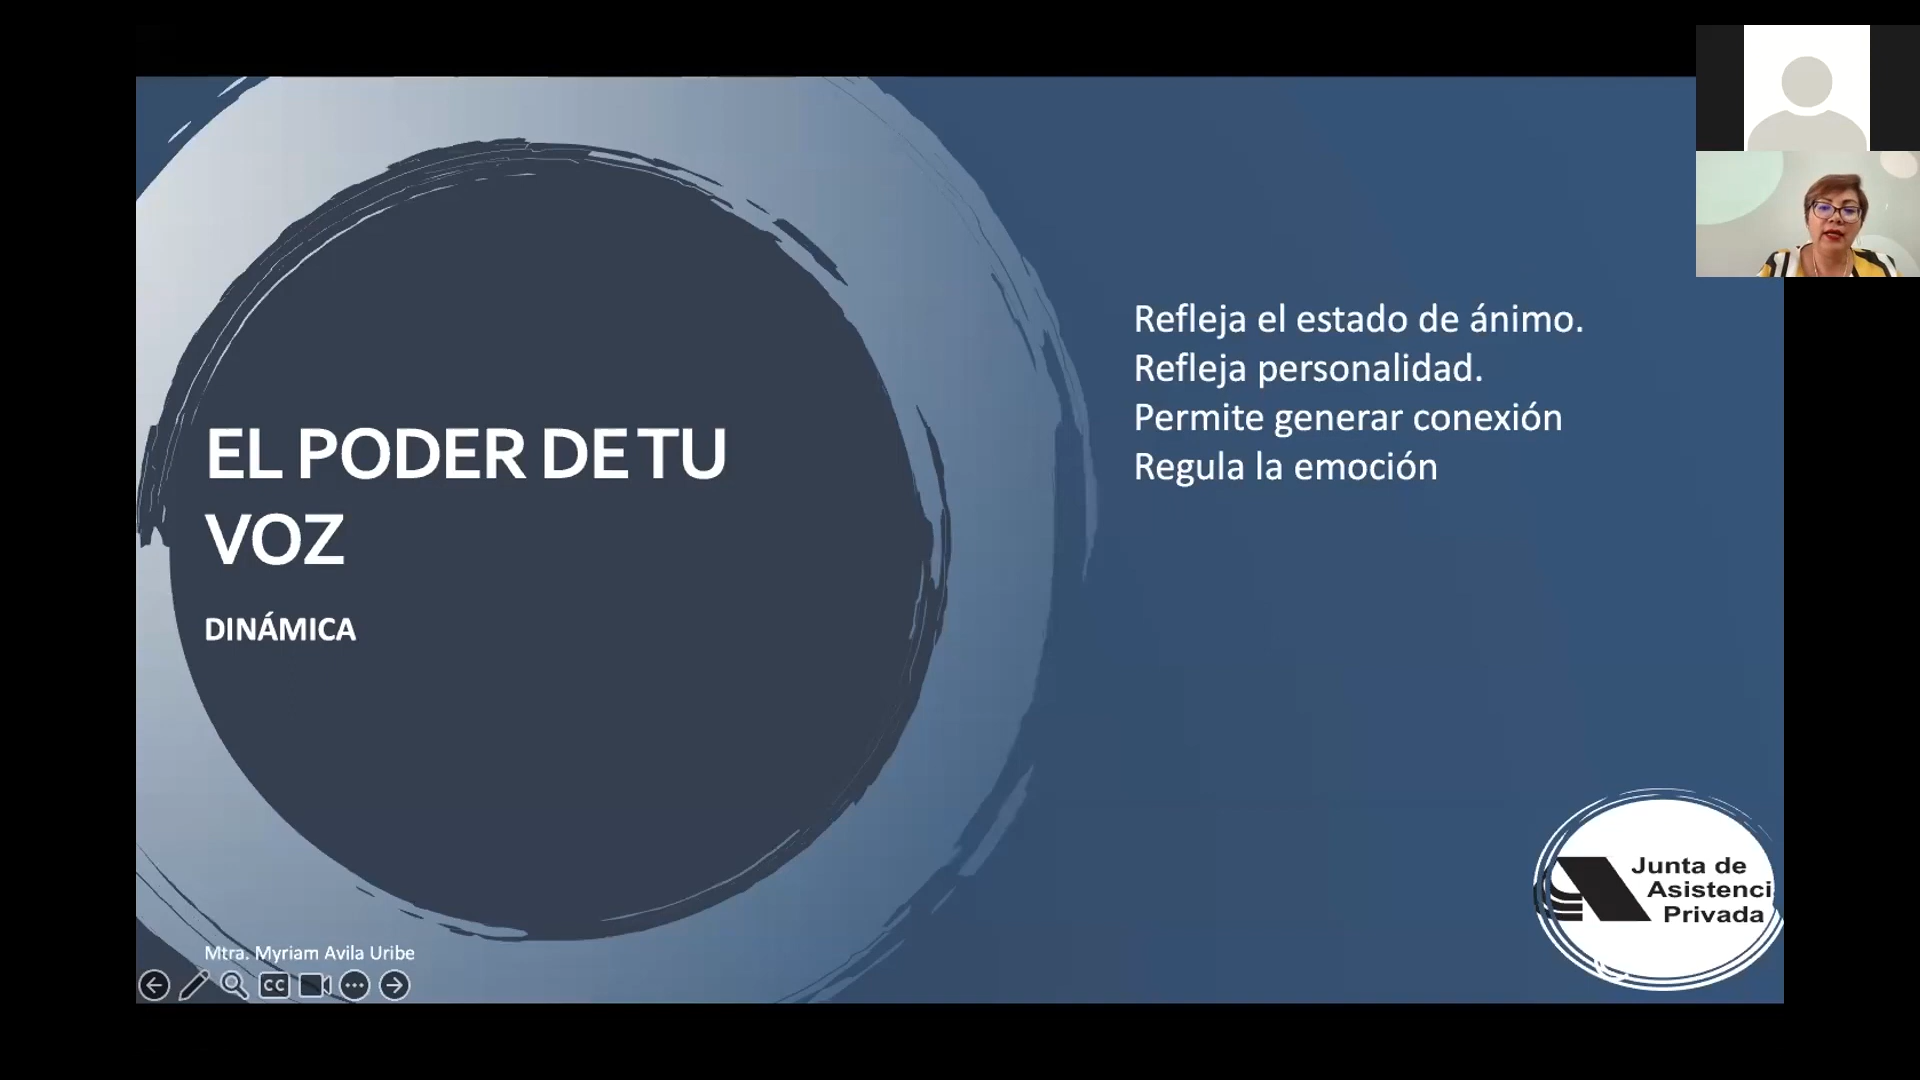 EL PODER DE TU
VOZ
DINÁMICA
Refleja el estado de ánimo.
Refleja personalidad.
Permite generar conexión
Regula la emoción
Mtra. Myriam Avila Uribe
CC
Junta de
Asistenci
Privada